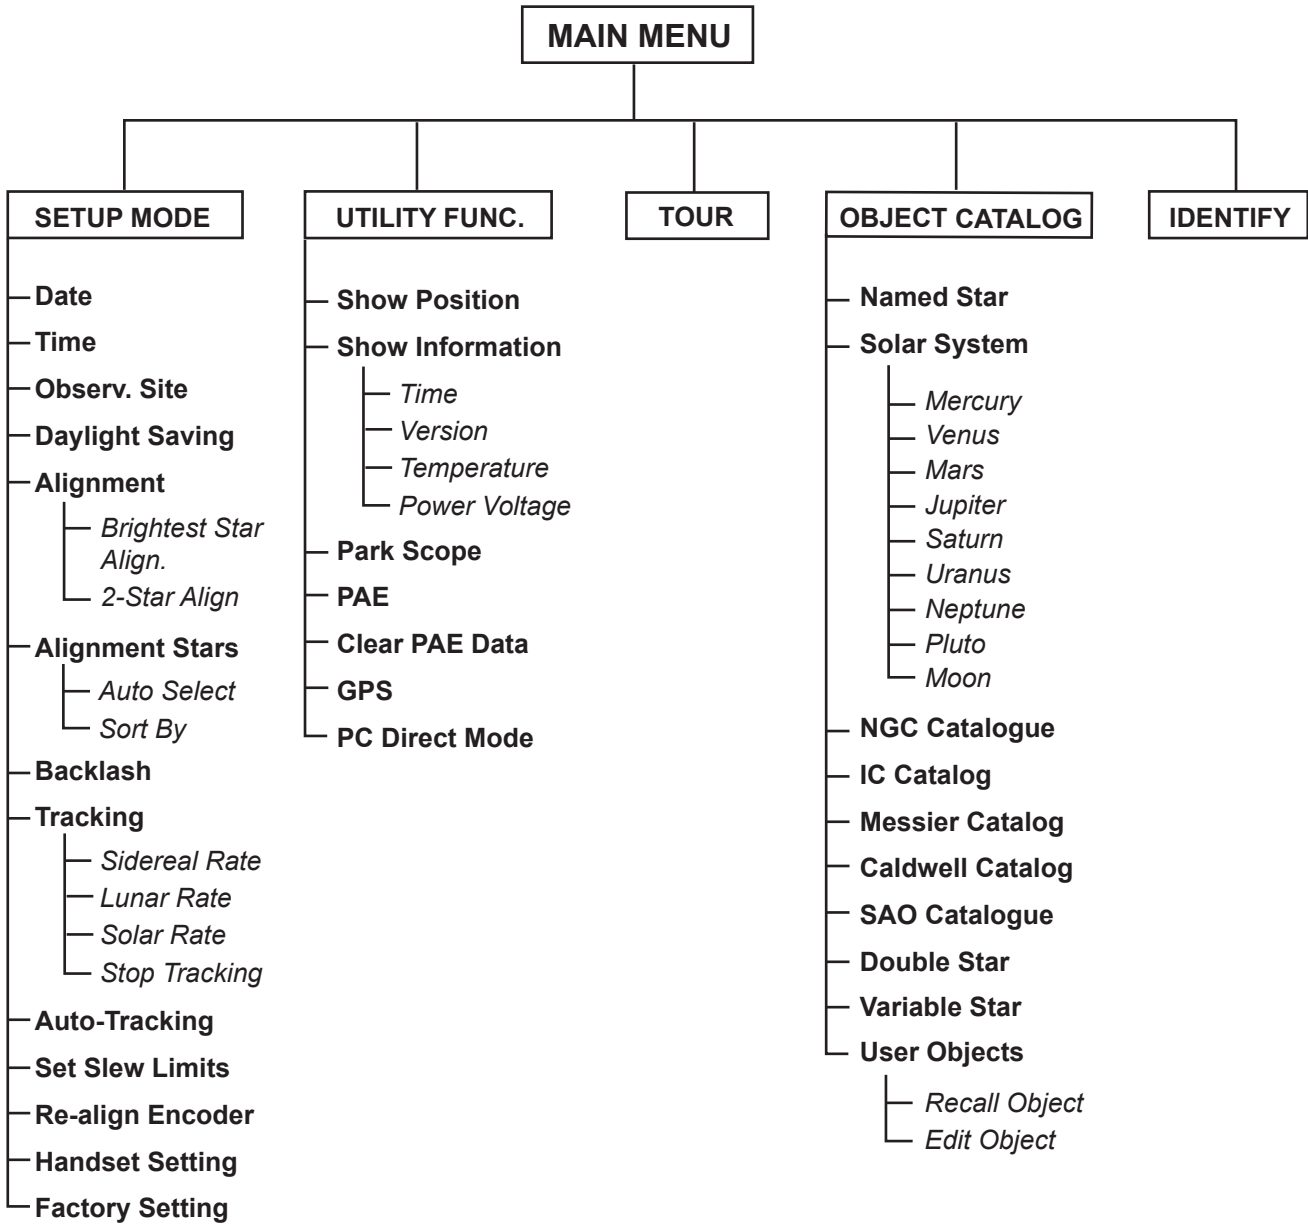 MAIN MENU
SETUP MODE
Date
Time
Observ. Site
Daylight Saving
Alignment
Brightest Star
Align.
2-Star Align
Alignment Stars
Auto Select
Sort By
Backlash
Tracking
Sidereal Rate
Lunar Rate
Solar Rate
Stop Tracking
Auto-Tracking
Set Slew Limits
Re-align Encoder
Handset Setting
Factory Setting
UTILITY FUNC.
Show Position
Show Information
Time
Version
Temperature
Power Voltage
Park Scope
PAE
Clear PAE Data
GPS
PC Direct Mode
TOUR
OBJECT CATALOG
Named Star
Solar System
Mercury
Venus
Mars
Jupiter
Saturn
Uranus
Neptune
Pluto
Moon
NGC Catalogue
IC Catalog
Messier Catalog
Caldwell Catalog
SAO Catalogue
Double Star
Variable Star
User Objects
Recall Object
Edit Object
IDENTIFY